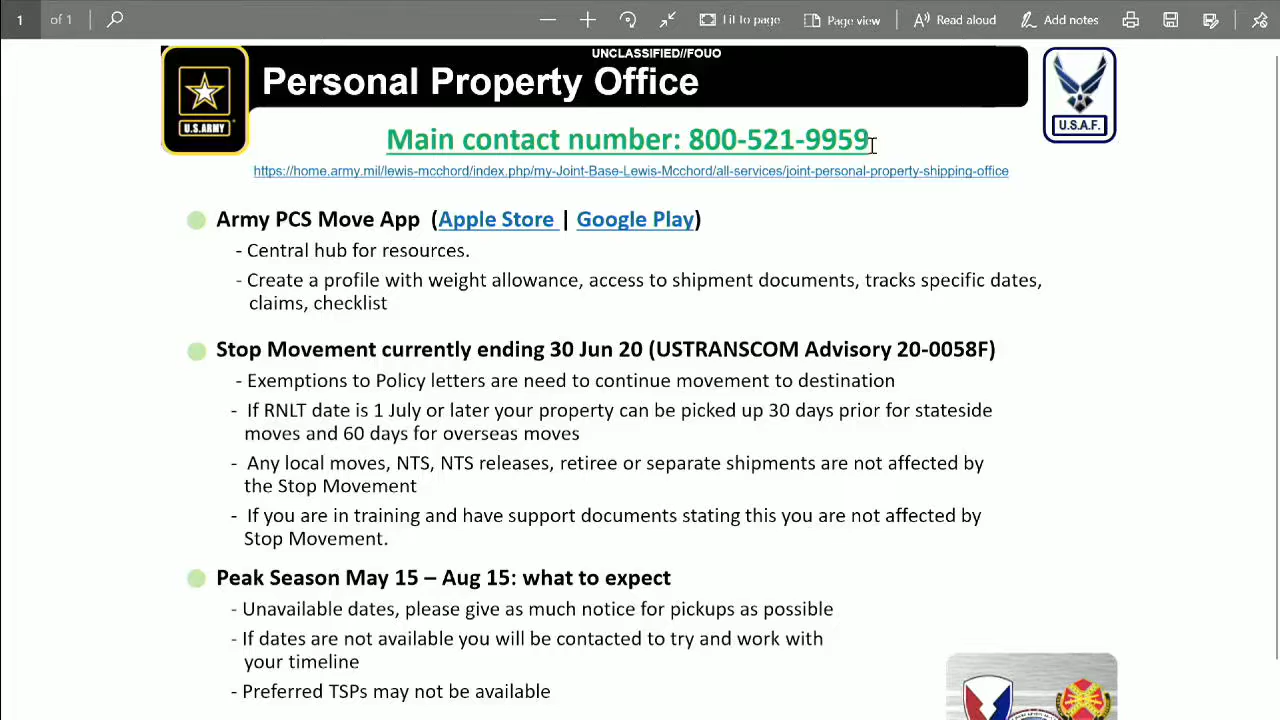 1 of 1 Fit to page Page view Read aloud Add notes
UNCLASSIFIED//FOUO
Personal Property Office
U.S.ARMY
U.S.A.F.
Main contact number: 800-521-9959
https://home.army.mil/lewis-mcchord/index.php/my-Joint-Base-Lewis-Mcchord/all-services/joint-personal-property-shipping-office
Army PCS Move App (Apple Store | Google Play)
- Central hub for resources.
- Create a profile with weight allowance, access to shipment documents, tracks specific dates,
claims, checklist
Stop Movement currently ending 30 Jun 20 (USTRANSCOM Advisory 20-0058F)
- Exemptions to Policy letters are need to continue movement to destination
- If RNLT date is 1 July or later your property can be picked up 30 days prior for stateside
moves and 60 days for overseas moves
- Any local moves, NTS, NTS releases, retiree or separate shipments are not affected by
the Stop Movement
- If you are in training and have support documents stating this you are not affected by
Stop Movement.
Peak Season May 15 – Aug 15: what to expect
- Unavailable dates, please give as much notice for pickups as possible
- If dates are not available you will be contacted to try and work with
your timeline
- Preferred TSPs may not be available